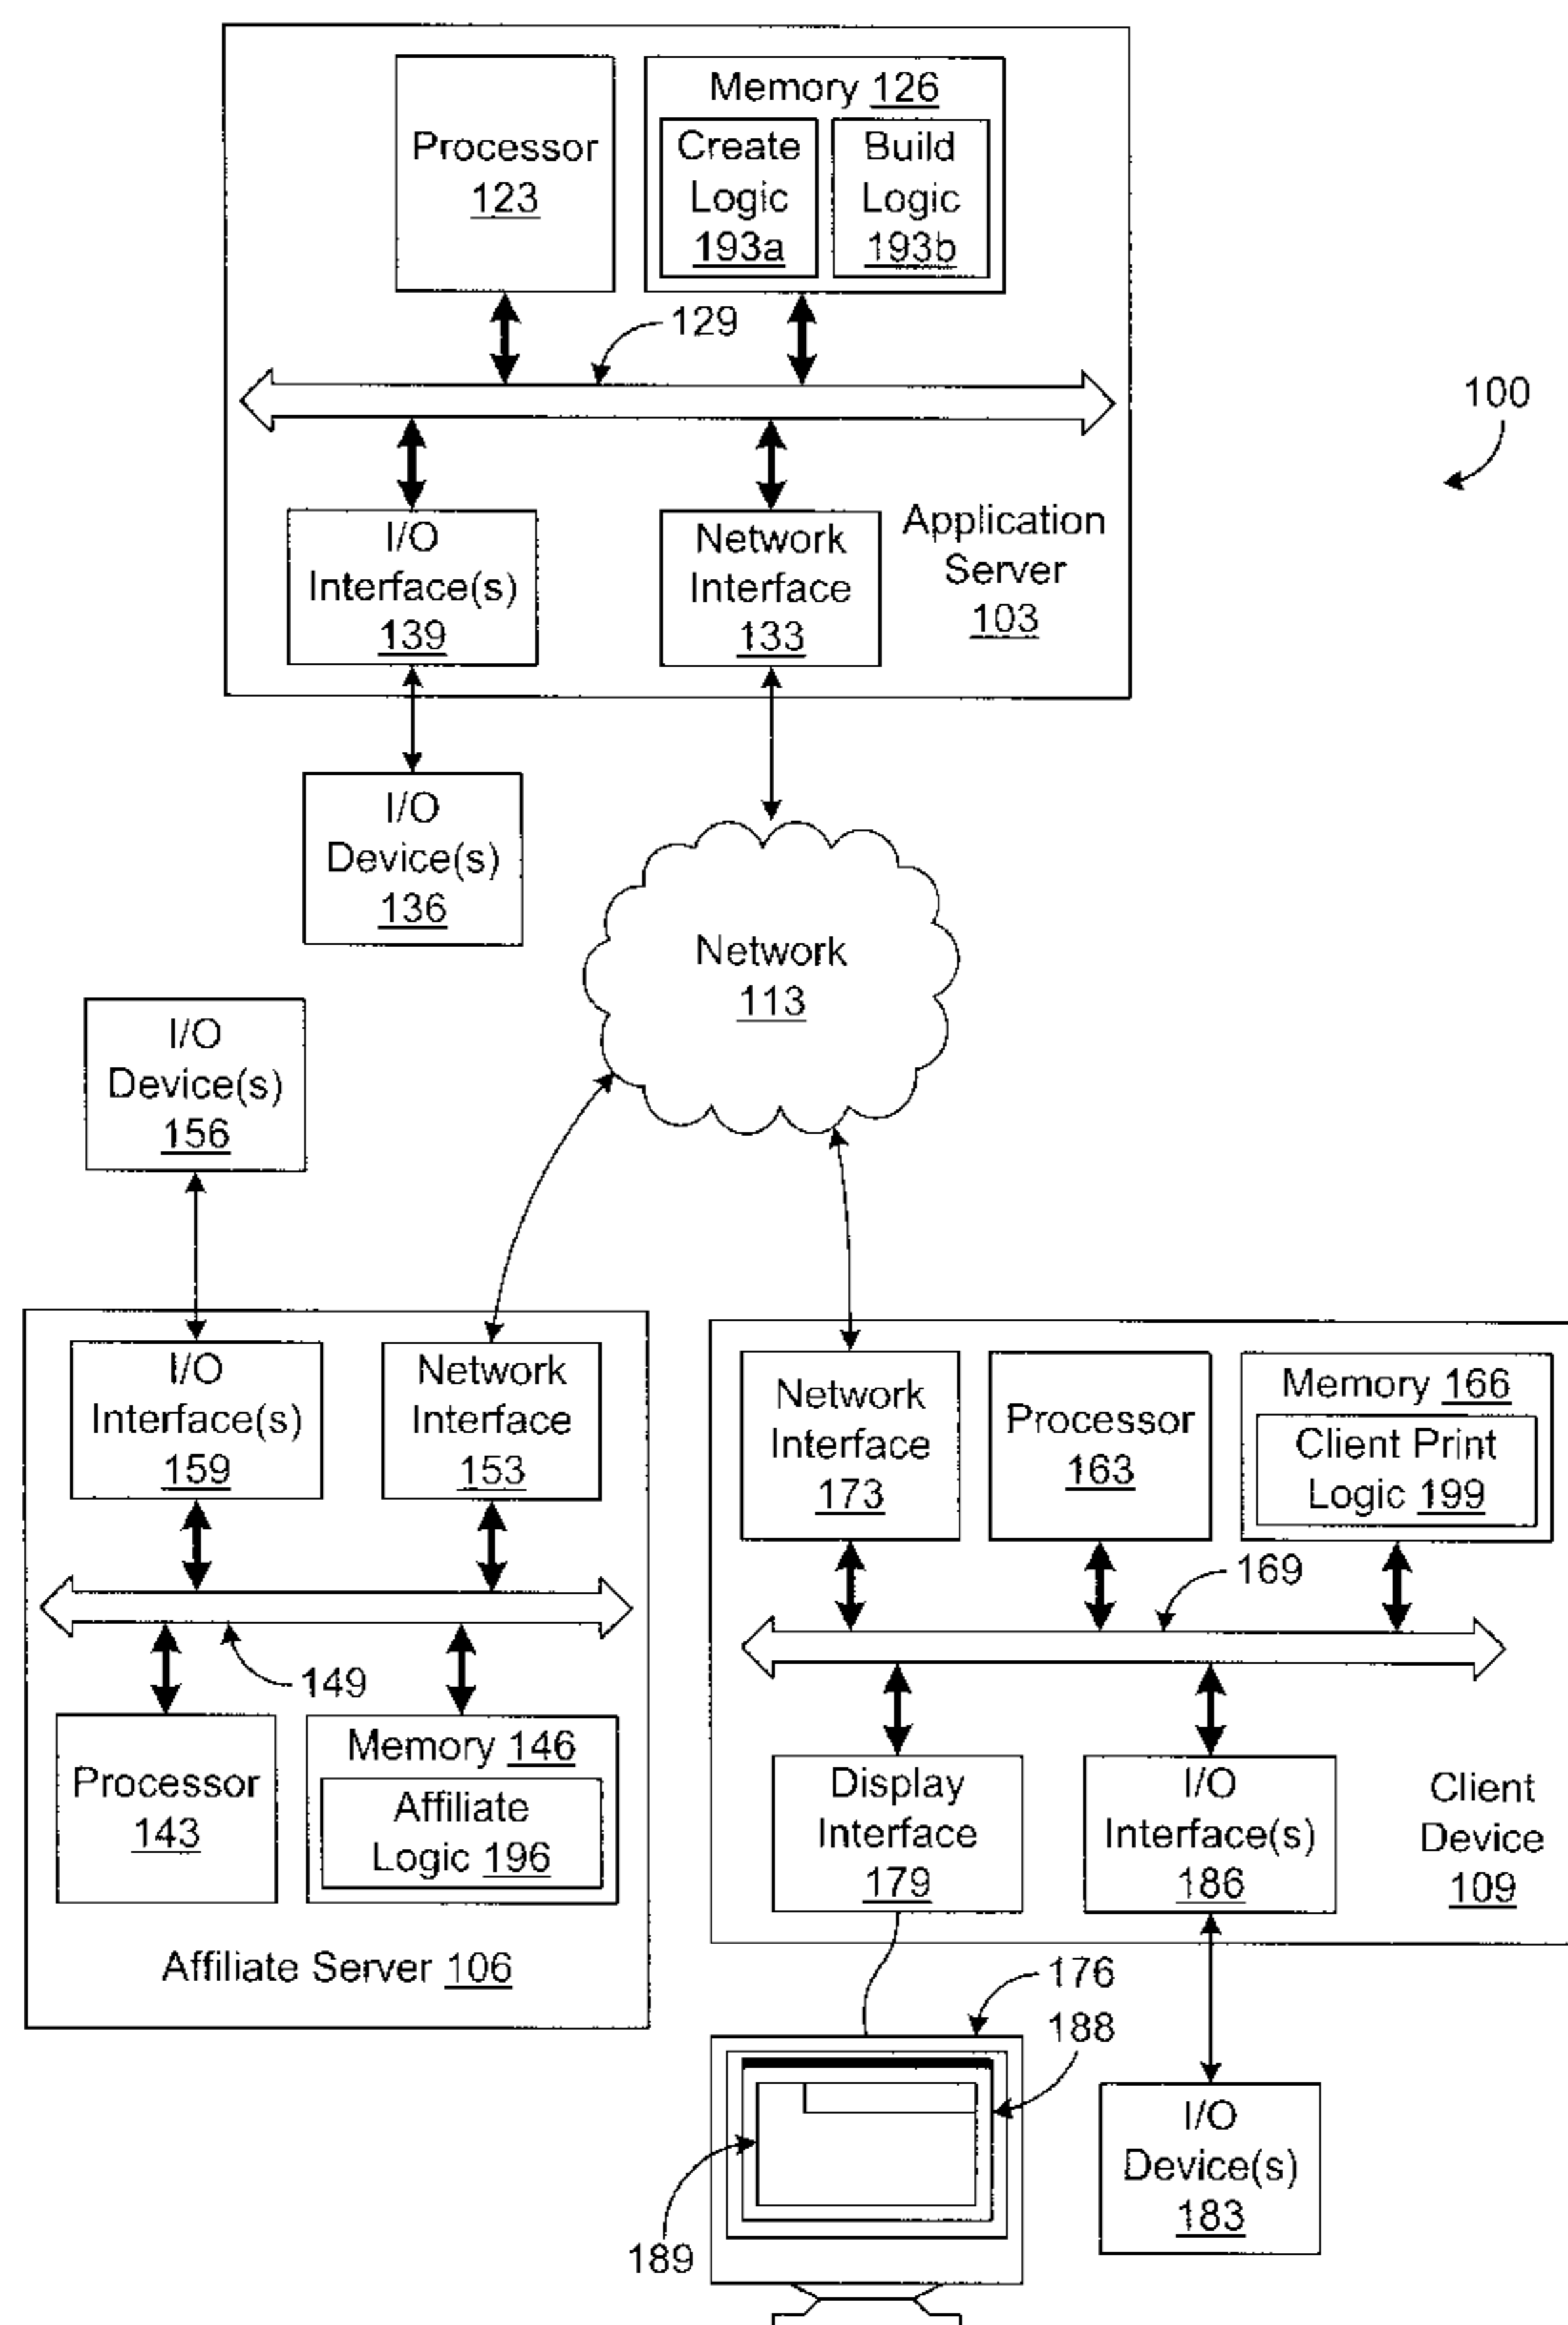 Processor
123
Memory 126
Create
Logic
193a
Build
Logic
193b
129
100
I/O
Interface(s)
139
Network
Interface
133
Application
Server
103
I/O
Device(s)
136
Network
113
I/O
Device(s)
156
I/O
Interface(s)
159
Network
Interface
153
149
Processor
143
Memory 146
Affiliate
Logic 196
Affiliate Server 106
Network
Interface
173
Processor
163
Memory 166
Client Print
Logic 199
169
Display
Interface
179
I/O
Interface(s)
186
Client
Device
109
176
188
189
I/O
Device(s)
183